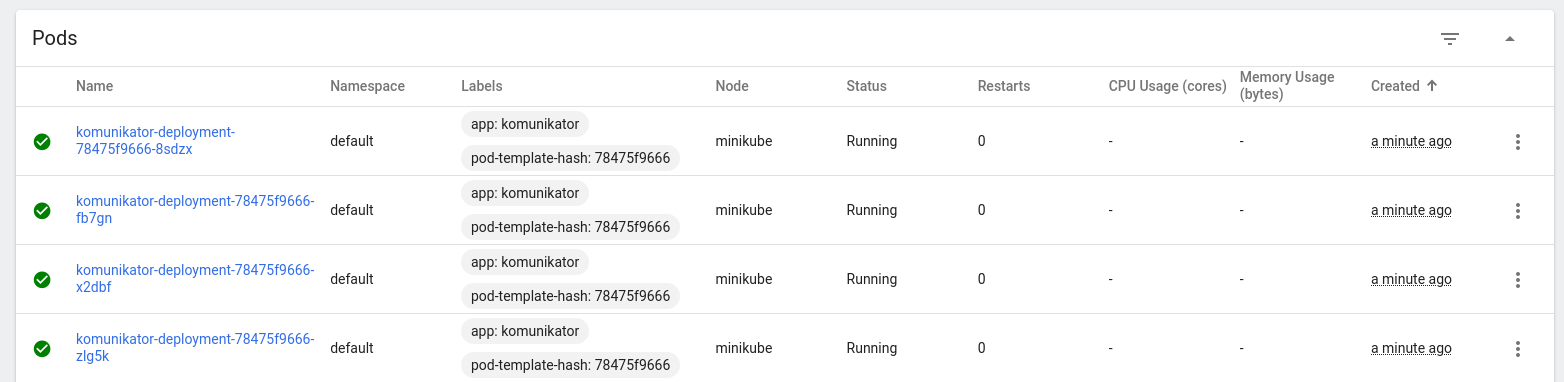 Pods
Name Namespace Labels Node Status Restarts CPU Usage (cores) Memory Usage (bytes) Created
komunikator-deployment-78475f9666-8sdzx default app: komunikator pod-template-hash: 78475f9666 minikube Running 0 - - a minute ago
komunikator-deployment-78475f9666-fb7gn default app: komunikator pod-template-hash: 78475f9666 minikube Running 0 - - a minute ago
komunikator-deployment-78475f9666-x2dbf default app: komunikator pod-template-hash: 78475f9666 minikube Running 0 - - a minute ago
komunikator-deployment-78475f9666-zlg5k default app: komunikator pod-template-hash: 78475f9666 minikube Running 0 - - a minute ago